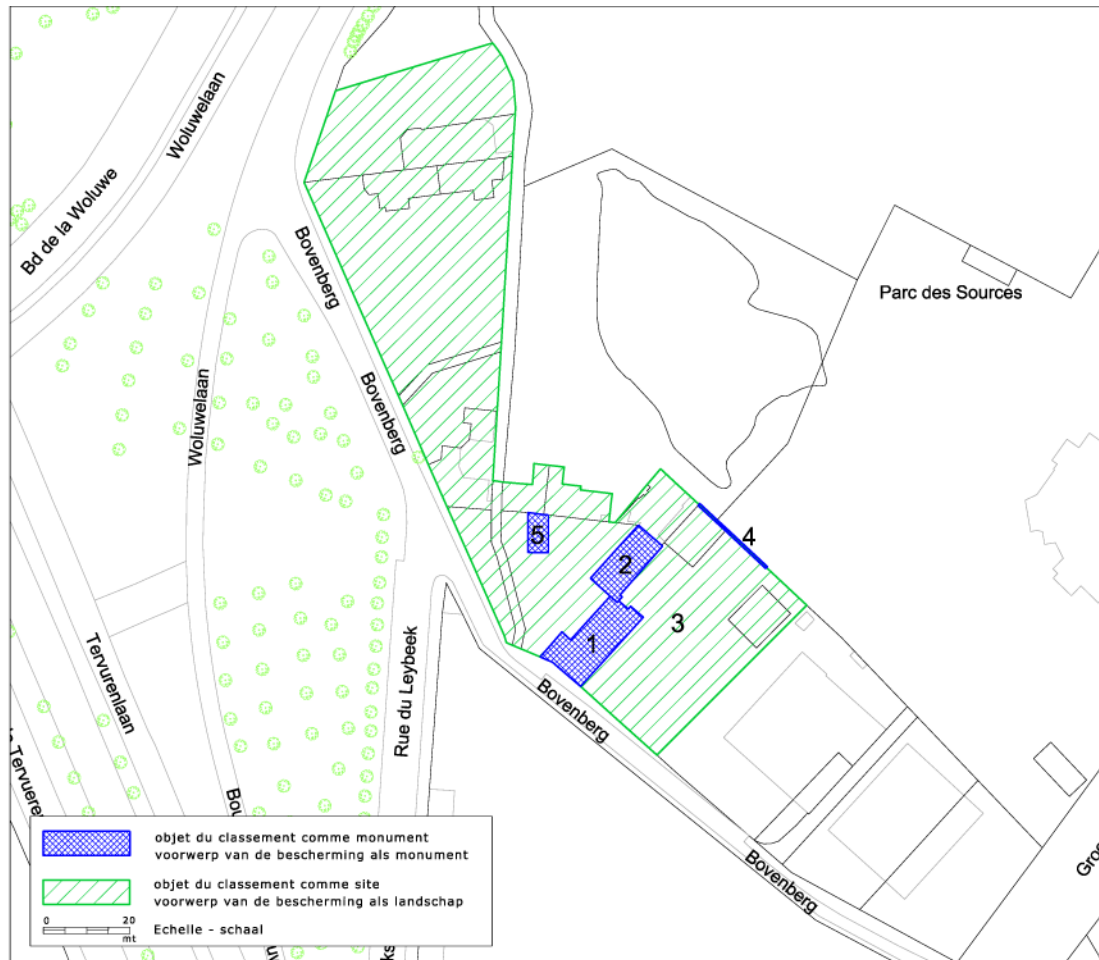 Woluwelaan
Bd de la Woluwe
Bovenberg
Parc des Sources
Bovenberg
Woluwelaan
4
5
2
3
1
Rue du Leybeek
Tervurenlaan
Bovenberg
objet du classement comme monument
voorwerp van de bescherming als monument
objet du classement comme site
voorwerp van de bescherming als landschap
0 20
mt
Echelle - schaal
Bovenberg